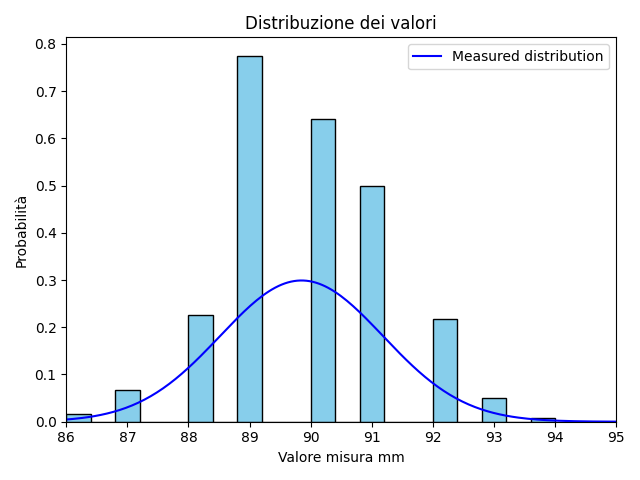 Distribuzione dei valori
Measured distribution
Probabilità
0.8
0.7
0.6
0.5
0.4
0.3
0.2
0.1
0.0
86 87 88 89 90 91 92 93 94 95
Valore misura mm